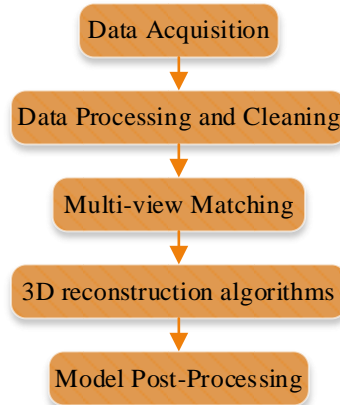 Data Acquisition
Data Processing and Cleaning
Multi-view Matching
3D reconstruction algorithms
Model Post-Processing